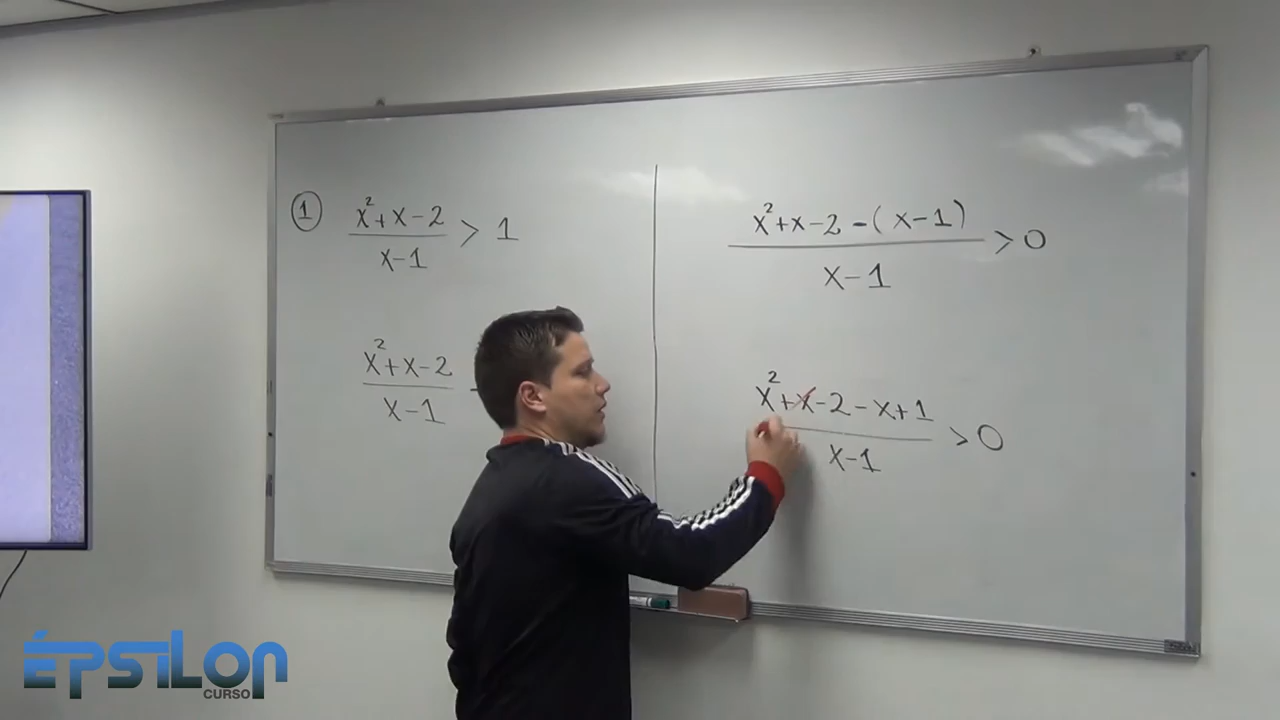 ① x²+x-2 / x-1 > 1
x²+x-2 / x-1 -
x²+x-2-(x-1) / x-1 > 0
x²+x-2-x+1 / x-1 > 0
ÉPSILON
CURSO